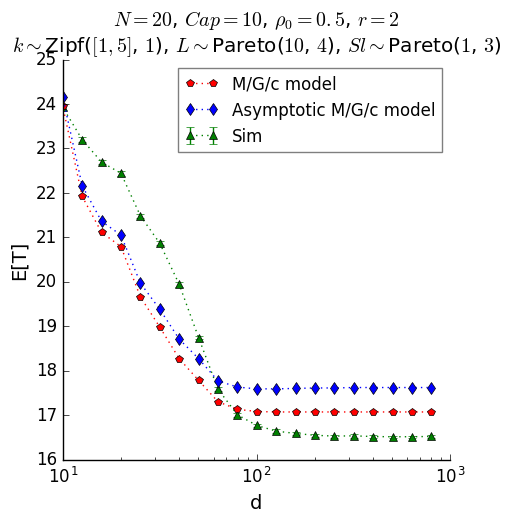 N = 20, Cap = 10, ρ₀ = 0.5, r = 2
k ∼ Zipf([1, 5], 1), L ∼ Pareto(10, 4), Sl ∼ Pareto(1, 3)
25
24
23
22
21
20
19
18
17
16
E[T]
M/G/c model
Asymptotic M/G/c model
Sim
10¹
10²
10³
d